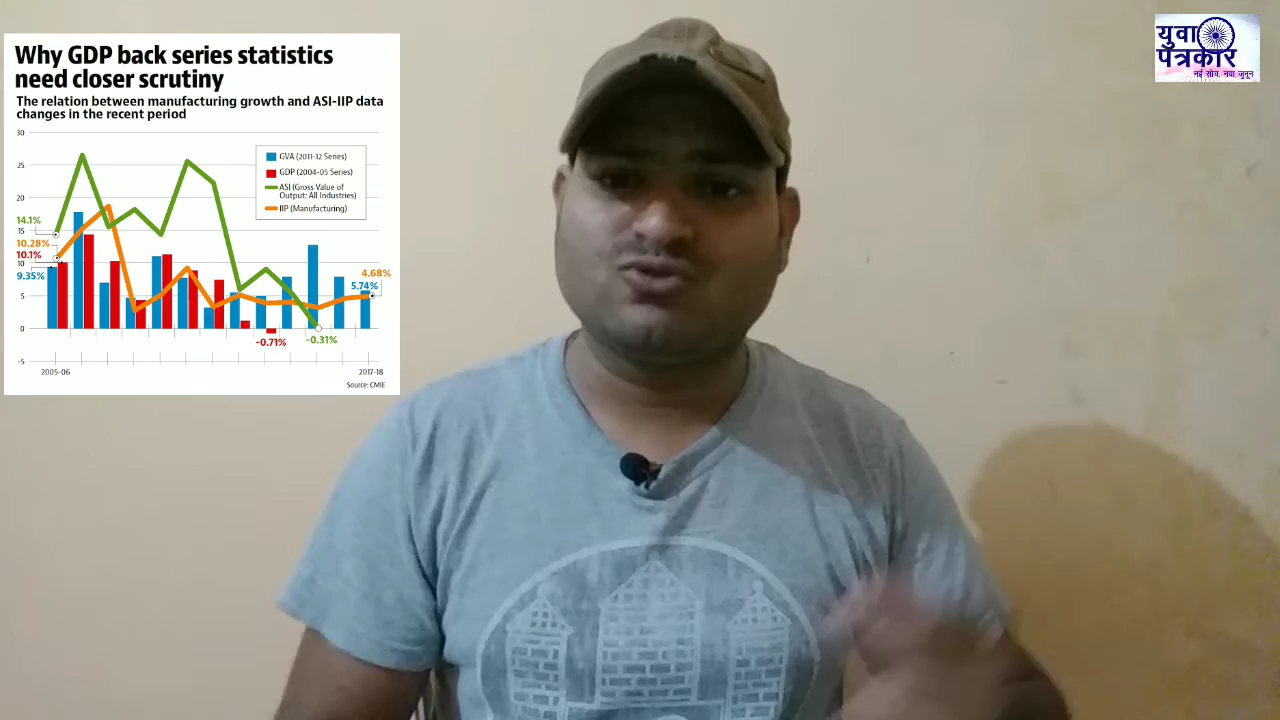 Why GDP back series statistics
need closer scrutiny
The relation between manufacturing growth and ASI-IIP data
changes in the recent period
30
25
20
15
10
5
0
-5
GVA (2011-12 Series)
GDP (2004-05 Series)
ASI (Gross Value of
Output: All Industries)
IIP (Manufacturing)
14.1%
10.28%
10.1%
9.35%
4.68%
5.74%
-0.71%
-0.31%
2005-06
2017-18
Source: CMIE
युवा
पत्रकार
नई सोच, नया जुनून